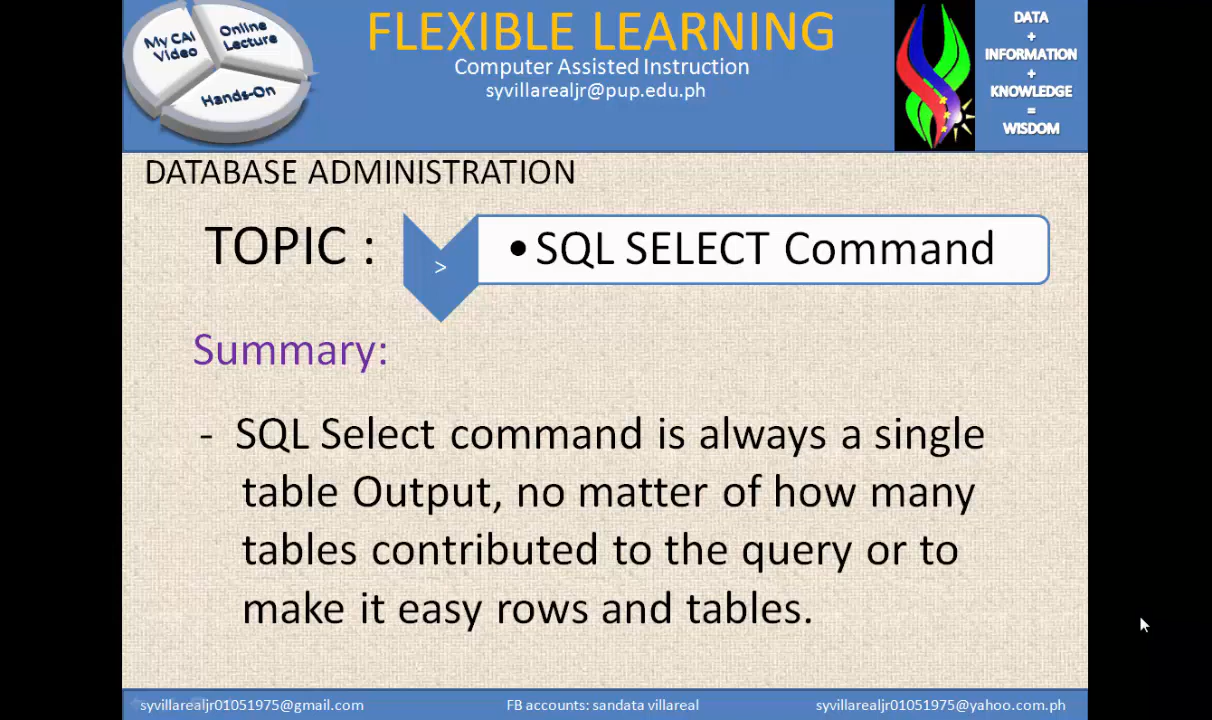 My CAI
Video
Online
Lecture
Hands-On
FLEXIBLE LEARNING
Computer Assisted Instruction
syvillarealjr@pup.edu.ph
DATA
+
INFORMATION
+
KNOWLEDGE
=
WISDOM
DATABASE ADMINISTRATION
TOPIC :
>
•SQL SELECT Command
Summary:
- SQL Select command is always a single
table Output, no matter of how many
tables contributed to the query or to
make it easy rows and tables.
syvillarealjr01051975@gmail.com
FB accounts: sandata villareal
syvillarealjr01051975@yahoo.com.ph